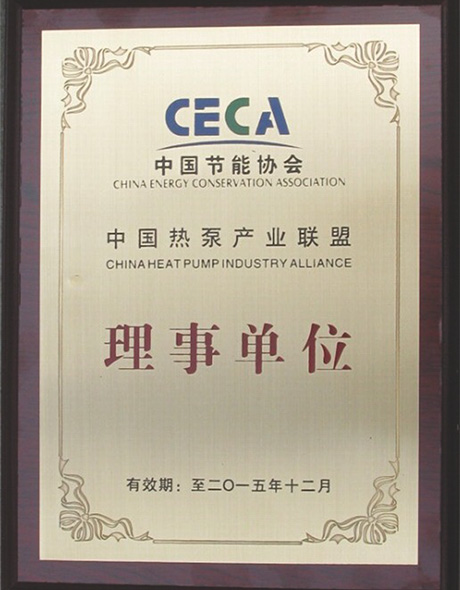 CECA
中国节能协会
CHINA ENERGY CONSERVATION ASSOCIATION
中国热泵产业联盟
CHINA HEAT PUMP INDUSTRY ALLIANCE
理事单位
有效期：至二〇一五年十二月